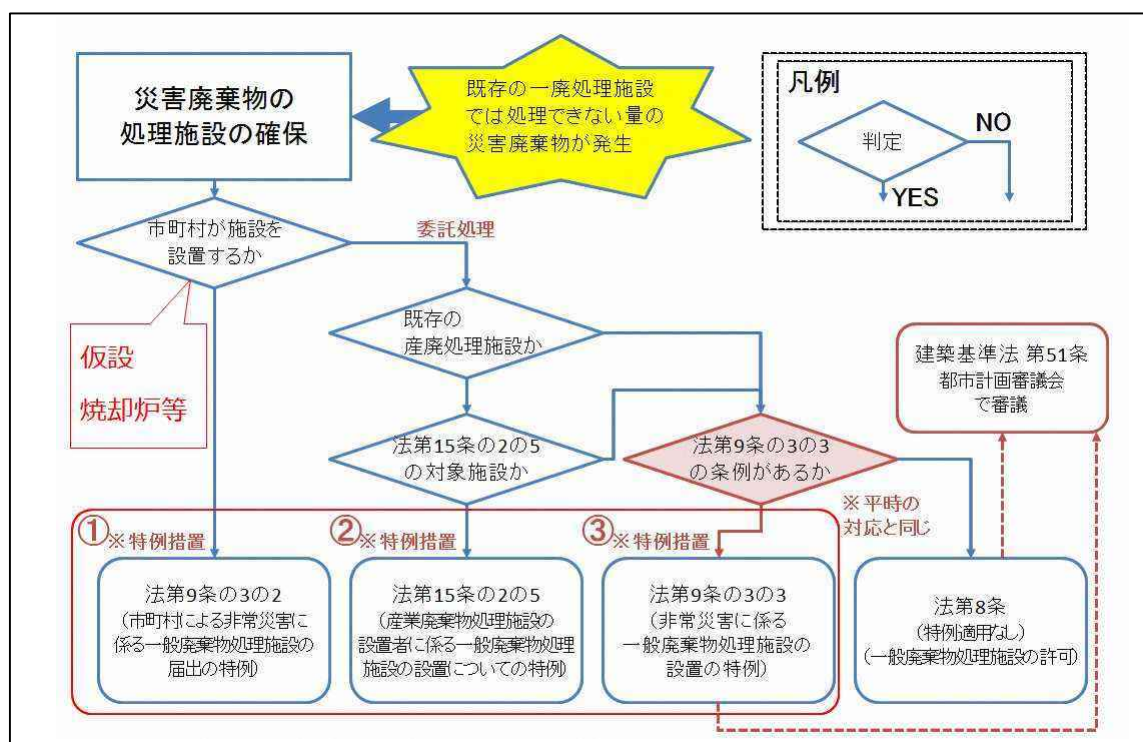 災害廃棄物の
処理施設の確保
既存の一廃処理施設
では処理できない量の
災害廃棄物が発生
凡例
判定
NO
YES
市町村が施設を
設置するか
委託処理
仮設
焼却炉等
既存の
産廃処理施設か
建築基準法 第51条
都市計画審議会
で審議
法第15条の2の5
の対象施設か
法第9条の3の3
の条例があるか
※平時の
対応と同じ
①※特例措置
②※特例措置
③※特例措置
法第9条の3の2
(市町村による非常災害に
係る一般廃棄物処理施設の
届出の特例)
法第15条の2の5
(産業廃棄物処理施設の
設置者に係る一般廃棄物処理
施設の設置についての特例)
法第9条の3の3
(非常災害に係る
一般廃棄物処理施設の
設置の特例)
法第8条
(特例適用なし)
(一般廃棄物処理施設の許可)